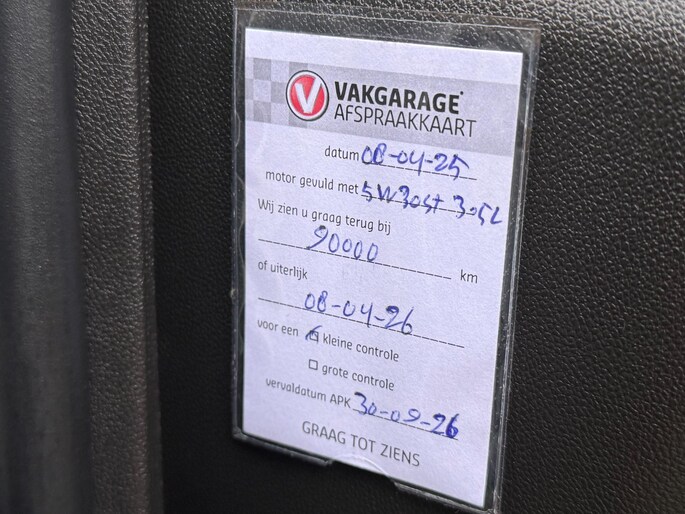 V VAKGARAGE
AFSPRAAKKAART
datum 08-04-25
motor gevuld met 5W30st 3.05L
Wij zien u graag terug bij
90000 km
of uiterlijk
08-04-26
voor een kleine controle
grote controle
vervaldatum APK 30-09-26
GRAAG TOT ZIENS